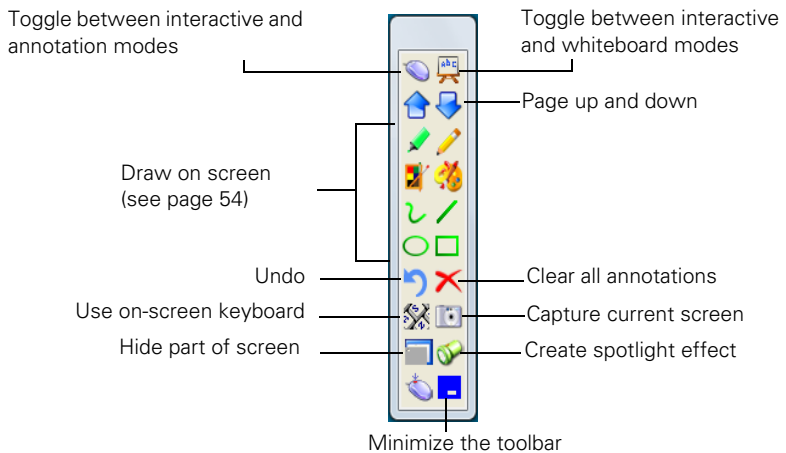 Toggle between interactive and
annotation modes
Toggle between interactive
and whiteboard modes
Page up and down
Draw on screen
(see page 54)
Undo
Clear all annotations
Use on-screen keyboard
Capture current screen
Hide part of screen
Create spotlight effect
Minimize the toolbar